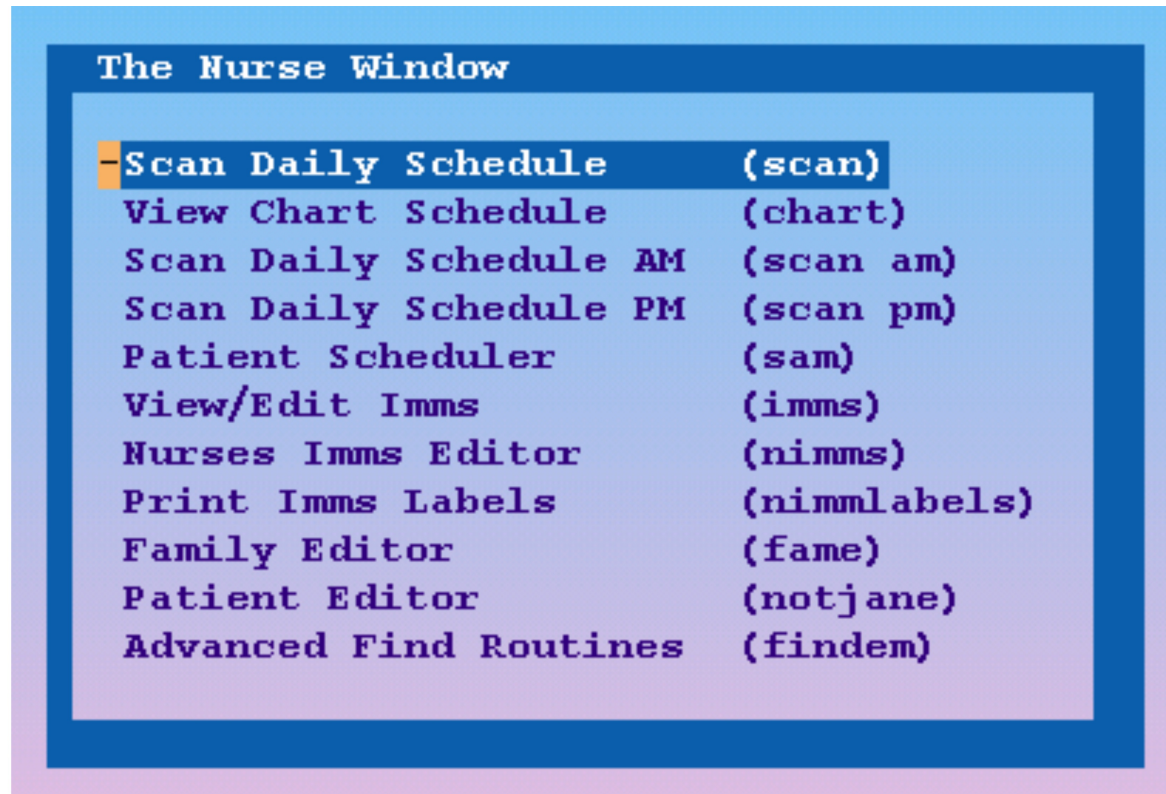 The Nurse Window
-Scan Daily Schedule (scan)
View Chart Schedule (chart)
Scan Daily Schedule AM (scan am)
Scan Daily Schedule PM (scan pm)
Patient Scheduler (sam)
View/Edit Imms (imms)
Nurses Imms Editor (nimms)
Print Imms Labels (nimmlabels)
Family Editor (fame)
Patient Editor (notjane)
Advanced Find Routines (findem)